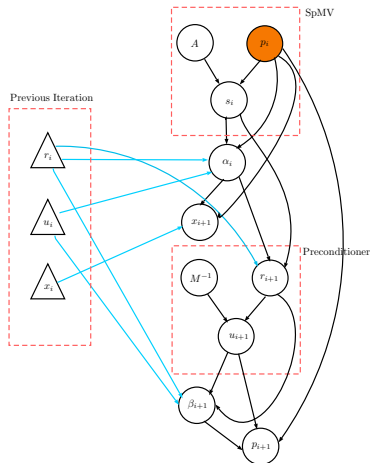 SpMV
A
p_i
s_i
Previous Iteration
r_i
α_i
u_i
x_{i+1}
x_i
Preconditioner
M^{-1}
r_{i+1}
u_{i+1}
β_{i+1}
p_{i+1}